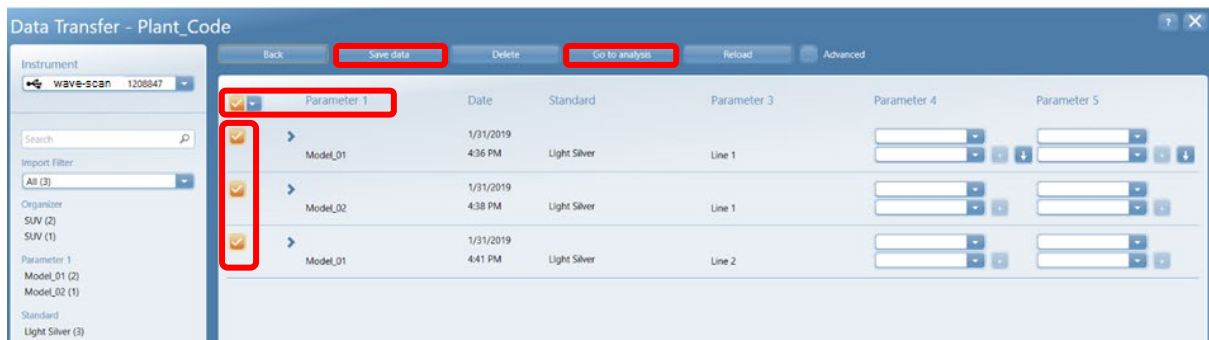 Data Transfer - Plant_Code
? X
Instrument
wave-scan 1208847
Search
Import Filter
All (3)
Organizer
SUV (2)
SUV (1)
Parameter 1
Model_01 (2)
Model_02 (1)
Standard
Light Silver (3)
Back Save data Delete Go to analysis Reload Advanced
Parameter 1 Date Standard Parameter 3 Parameter 4 Parameter 5
1/31/2019
Model_01 4:36 PM Light Silver Line 1
1/31/2019
Model_02 4:38 PM Light Silver Line 1
1/31/2019
Model_01 4:41 PM Light Silver Line 2